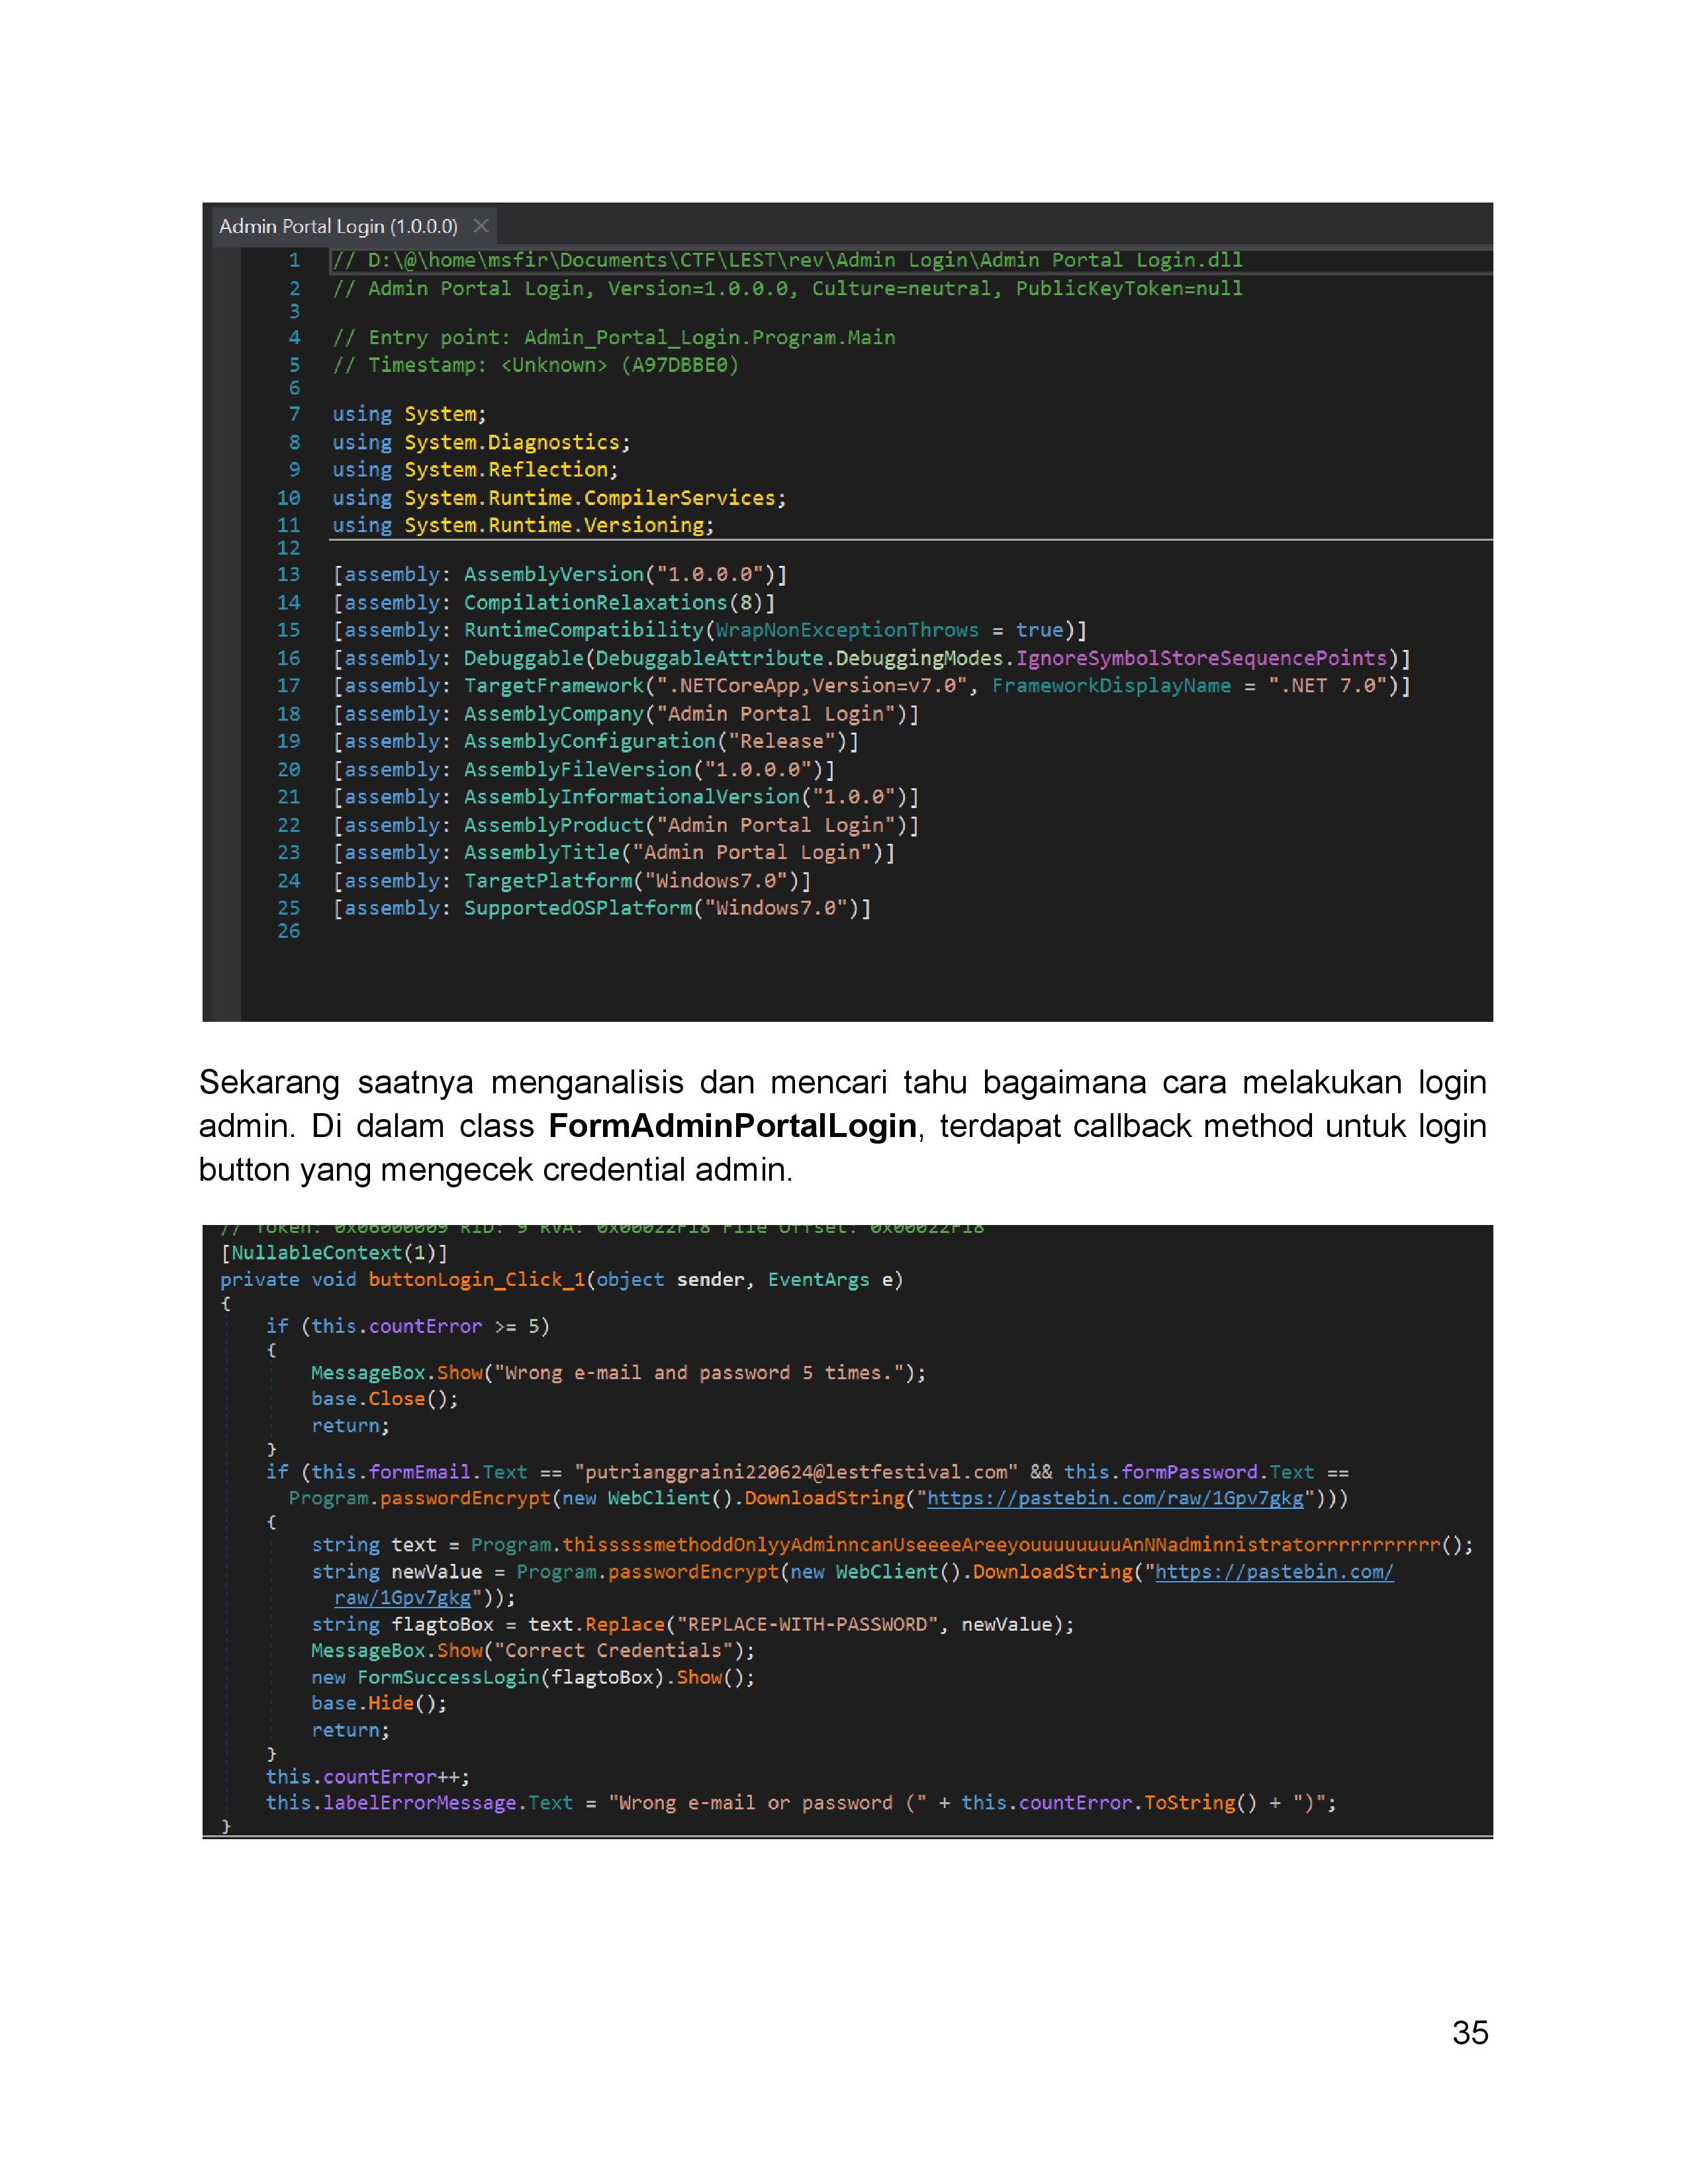 Admin Portal Login (1.0.0.0) ×
1 // D:\@\home\msfir\Documents\CTF\LEST\rev\Admin Login\Admin Portal Login.dll
2 // Admin Portal Login, Version=1.0.0.0, Culture=neutral, PublicKeyToken=null
3
4 // Entry point: Admin_Portal_Login.Program.Main
5 // Timestamp: <Unknown> (A97DBBE0)
6
7 using System;
8 using System.Diagnostics;
9 using System.Reflection;
10 using System.Runtime.CompilerServices;
11 using System.Runtime.Versioning;
12
13 [assembly: AssemblyVersion("1.0.0.0")]
14 [assembly: CompilationRelaxations(8)]
15 [assembly: RuntimeCompatibility(WrapNonExceptionThrows = true)]
16 [assembly: Debuggable(DebuggableAttribute.DebuggingModes.IgnoreSymbolStoreSequencePoints)]
17 [assembly: TargetFramework(".NETCoreApp,Version=v7.0", FrameworkDisplayName = ".NET 7.0")]
18 [assembly: AssemblyCompany("Admin Portal Login")]
19 [assembly: AssemblyConfiguration("Release")]
20 [assembly: AssemblyFileVersion("1.0.0.0")]
21 [assembly: AssemblyInformationalVersion("1.0.0")]
22 [assembly: AssemblyProduct("Admin Portal Login")]
23 [assembly: AssemblyTitle("Admin Portal Login")]
24 [assembly: TargetPlatform("Windows7.0")]
25 [assembly: SupportedOSPlatform("Windows7.0")]
26
Sekarang saatnya menganalisis dan mencari tahu bagaimana cara melakukan login
admin. Di dalam class FormAdminPortalLogin, terdapat callback method untuk login
button yang mengecek credential admin.
// Token: 0x06000009 RID: 9 RVA: 0x00022F18 File Offset: 0x00022F18
[NullableContext(1)]
private void buttonLogin_Click_1(object sender, EventArgs e)
{
if (this.countError >= 5)
{
MessageBox.Show("Wrong e-mail and password 5 times.");
base.Close();
return;
}
if (this.formEmail.Text == "putrianggraini220624@lestfestival.com" && this.formPassword.Text ==
Program.passwordEncrypt(new WebClient().DownloadString("https://pastebin.com/raw/1Gpv7gkg")))
{
string text = Program.thisssssmethoddOnlyyAdminncanUseeeeAreeyouuuuuuuuAnNNadminnistratorrrrrrrrrrr();
string newValue = Program.passwordEncrypt(new WebClient().DownloadString("https://pastebin.com/
raw/1Gpv7gkg"));
string flagtoBox = text.Replace("REPLACE-WITH-PASSWORD", newValue);
MessageBox.Show("Correct Credentials");
new FormSuccessLogin(flagtoBox).Show();
base.Hide();
return;
}
this.countError++;
this.labelErrorMessage.Text = "Wrong e-mail or password (" + this.countError.ToString() + ")";
}
35